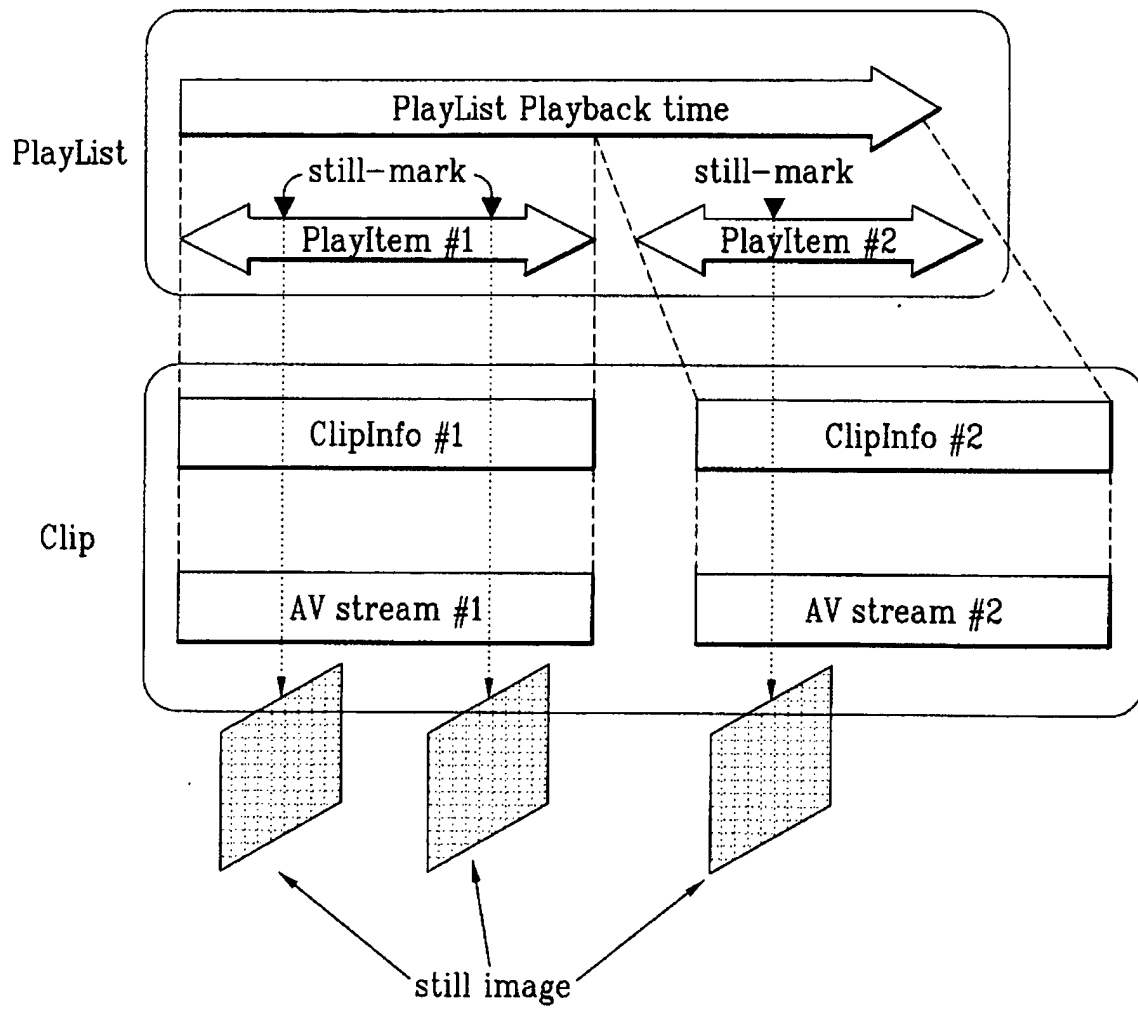 PlayList Playback time
PlayList
still-mark
still-mark
PlayItem #1
PlayItem #2
ClipInfo #1
ClipInfo #2
Clip
AV stream #1
AV stream #2
still image